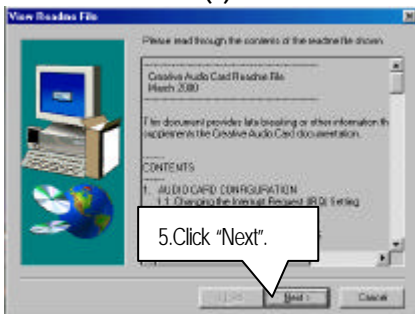 View Readme File
Please read through the contents of the readme file shown.
Creative Audio Card Readme File
March 2000
This document provides late-breaking or other information th
supplements the Creative Audio Card documentation.
CONTENTS
1. AUDIO CARD CONFIGURATION
1.1 Changing the Interrupt Request (IRQ) Setting
5.Click “Next”.
Next >
Cancel